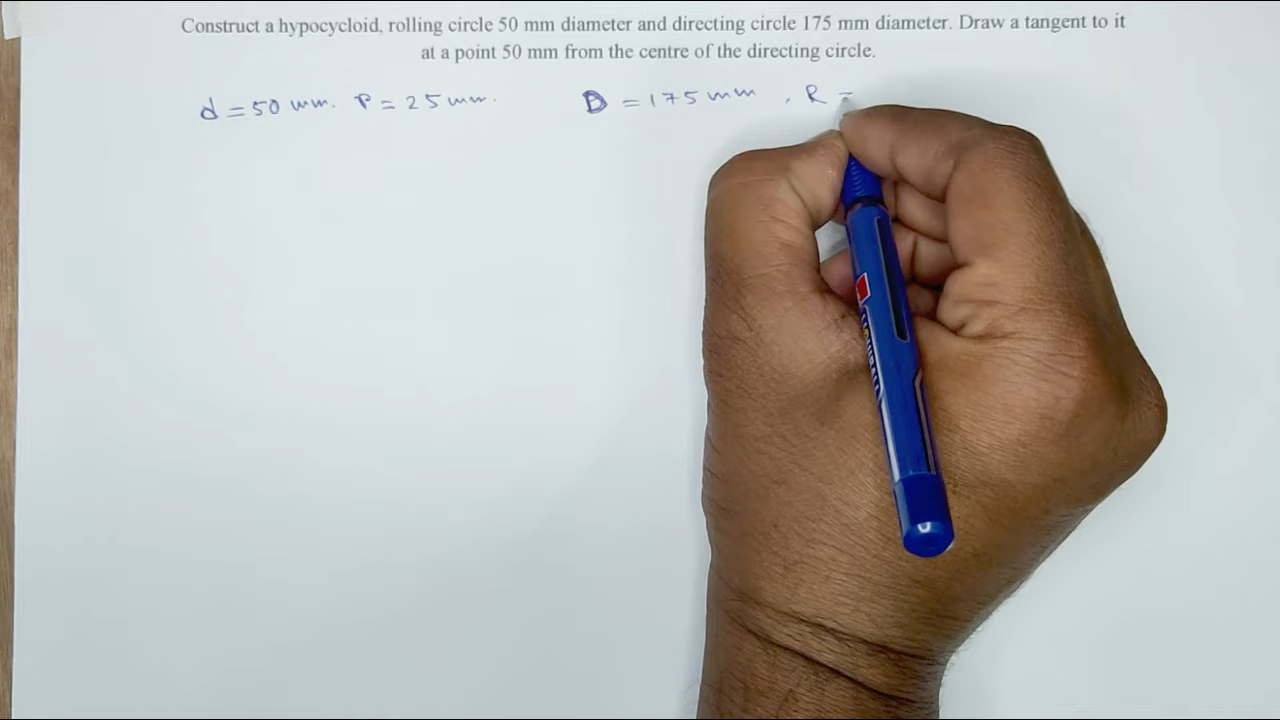 Construct a hypocycloid, rolling circle 50 mm diameter and directing circle 175 mm diameter. Draw a tangent to it
at a point 50 mm from the centre of the directing circle.
d = 50 mm. r = 25 mm. D = 175 mm , R =